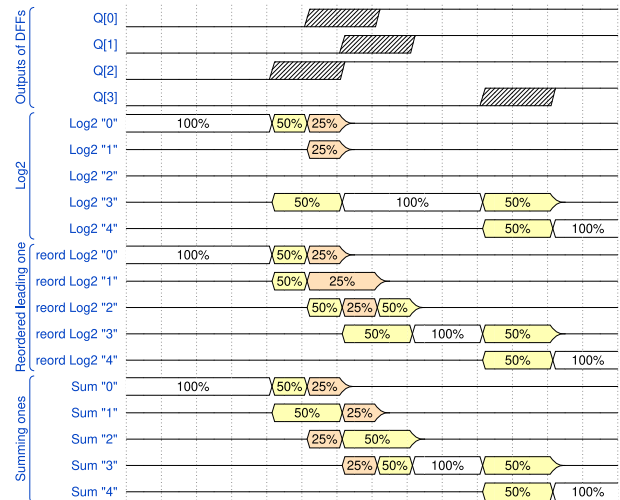 Outputs of DFFs
Q[0]
Q[1]
Q[2]
Q[3]
Log2
Log2 "0" 100% 50% 25%
Log2 "1" 25%
Log2 "2"
Log2 "3" 50% 100% 50%
Log2 "4" 50% 100%
Reordered leading one
reord Log2 "0" 100% 50% 25%
reord Log2 "1" 50% 25%
reord Log2 "2" 50% 25% 50%
reord Log2 "3" 50% 100% 50%
reord Log2 "4" 50% 100%
Summing ones
Sum "0" 100% 50% 25%
Sum "1" 50% 25%
Sum "2" 25% 50%
Sum "3" 25% 50% 100% 50%
Sum "4" 50% 100%